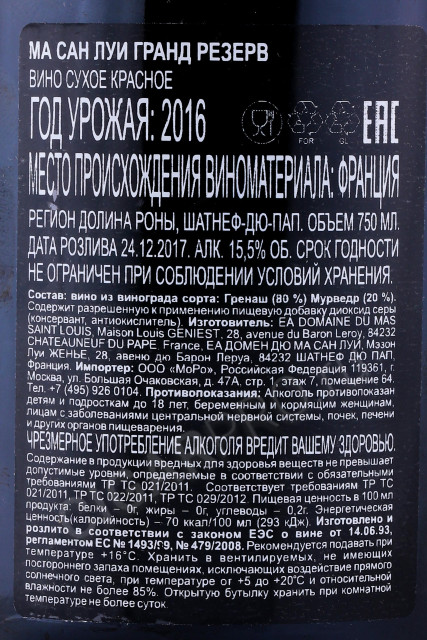 МА САН ЛУИ ГРАНД РЕЗЕРВ
ВИНО СУХОЕ КРАСНОЕ
ГОД УРОЖАЯ: 2016
FOR
GL
EAC
МЕСТО ПРОИСХОЖДЕНИЯ ВИНОМАТЕРИАЛА: ФРАНЦИЯ
РЕГИОН ДОЛИНА РОНЫ, ШАТНЕФ-ДЮ-ПАП. ОБЪЕМ 750 МЛ.
ДАТА РОЗЛИВА 24.12.2017. АЛК. 15,5% ОБ. СРОК ГОДНОСТИ
НЕ ОГРАНИЧЕН ПРИ СОБЛЮДЕНИИ УСЛОВИЙ ХРАНЕНИЯ.
Состав: вино из винограда сорта: Гренаш (80 %) Мурведр (20 %).
Содержит разрешенную к применению пищевую добавку диоксид серы
(консервант, антиокислитель). Изготовитель: EA DOMAINE DU MAS
SAINT LOUIS, Maison Louis GENIEST, 28, avenue du Baron Leroy, 84232
CHATEAUNEUF DU PAPE, France, ЕА ДОМЕН ДЮ МА САН ЛУИ, Мэзон
Луи ЖЕНЬЕ, 28, авеню дю Барон Леруа, 84232 ШАТНЕФ ДЮ ПАП,
Франция. Импортер: ООО «МоРо», Российская Федерация 119361, г.
Москва, ул. Большая Очаковская, д. 47А, стр. 1, этаж 7, помещение 64.
Тел. +7 (495) 926 0104. Противопоказания: Алкоголь противопоказан
детям и подросткам до 18 лет, беременным и кормящим женщинам,
лицам с заболеваниями центральной нервной системы, почек, печени
и других органов пищеварения.
ЧРЕЗМЕРНОЕ УПОТРЕБЛЕНИЕ АЛКОГОЛЯ ВРЕДИТ ВАШЕМУ ЗДОРОВЬЮ.
Содержание в продукции вредных для здоровья веществ не превышает
допустимые уровни, определяемые в соответствии с обязательными
требованиями ТР ТС 021/2011. Соответствует требованиям ТР ТС
021/2011, ТР ТС 022/2011, ТР ТС 029/2012. Пищевая ценность в 100 мл
продукта: белки – 0г, жиры – 0г, углеводы – 0,2г. Энергетическая
ценность(калорийность) – 70 ккал/100 мл (293 кДж). Изготовлено и
розлито в соответствии с законом ЕЭС о вине от 14.06.93,
регламентом ЕС № 1493/99, № 479/2008. Рекомендуется подавать при
температуре +16°С. Хранить в вентилируемых, не имеющих
постороннего запаха помещениях, исключающих воздействие прямого
солнечного света, при температуре от +5 до +20°С и относительной
влажности не более 85%. Открытую бутылку хранить при комнатной
температуре не более суток